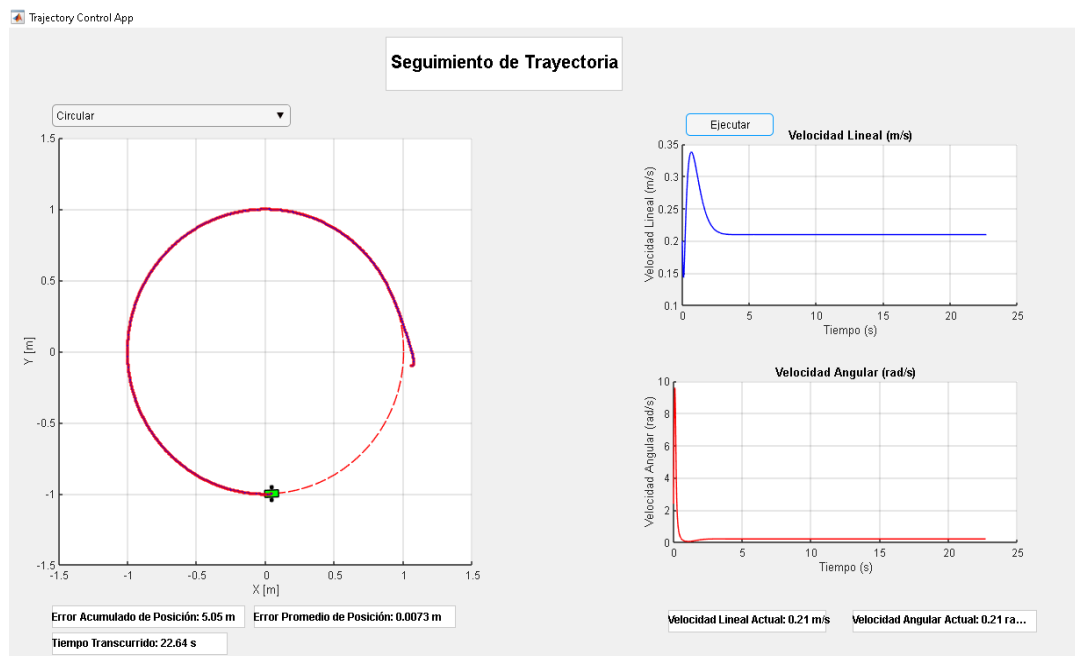 Trajectory Control App
Seguimiento de Trayectoria
Circular
1.5
1
0.5
0
-0.5
-1
-1.5
Y [m]
-1.5
-1
-0.5
0
0.5
1
1.5
X [m]
Error Acumulado de Posición: 5.05 m
Error Promedio de Posición: 0.0073 m
Tiempo Transcurrido: 22.64 s
Ejecutar
Velocidad Lineal (m/s)
0.35
0.3
0.25
0.2
0.15
0.1
Velocidad Lineal (m/s)
0
5
10
15
20
25
Tiempo (s)
Velocidad Angular (rad/s)
10
8
6
4
2
0
Velocidad Angular (rad/s)
0
5
10
15
20
25
Tiempo (s)
Velocidad Lineal Actual: 0.21 m/s
Velocidad Angular Actual: 0.21 ra...